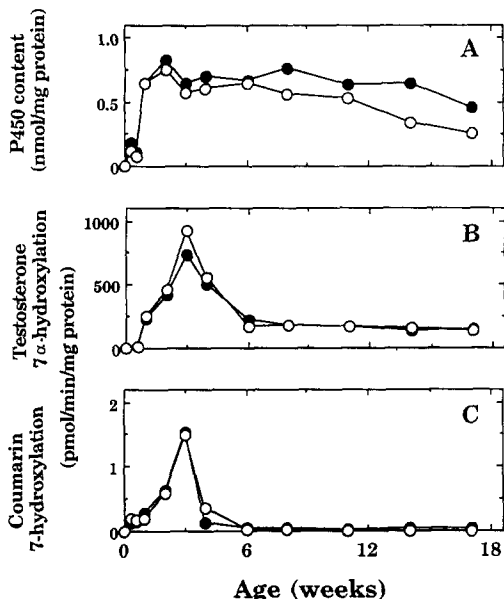 P450 content
(nmol/mg protein)
1.0
0.5
0
A
Testosterone
7α-hydroxylation
(pmol/min/mg protein)
1000
500
0
B
Coumarin
7-hydroxylation
2
1
0
C
0 6 12 18
Age (weeks)